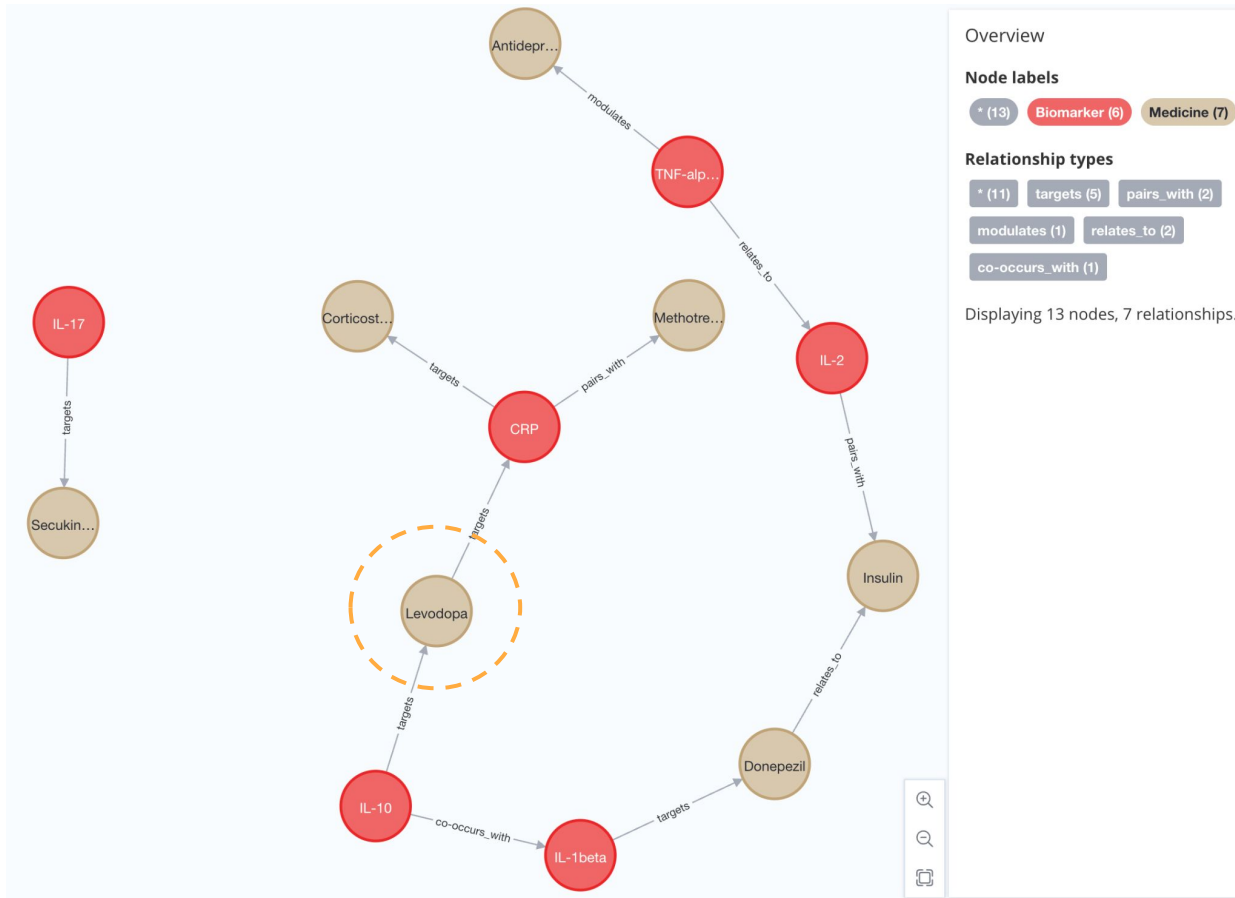 Antidepr…
modulates
TNF-alp…
relates_to
IL-17
targets
Secukin…
Corticost…
targets
Methotre…
pairs_with
CRP
IL-2
pairs_with
targets
Levodopa
targets
Insulin
relates_to
Donepezil
IL-10
co-occurs_with
IL-1beta
targets
Overview
Node labels
* (13) Biomarker (6) Medicine (7)
Relationship types
* (11) targets (5) pairs_with (2)
modulates (1) relates_to (2)
co-occurs_with (1)
Displaying 13 nodes, 7 relationships.